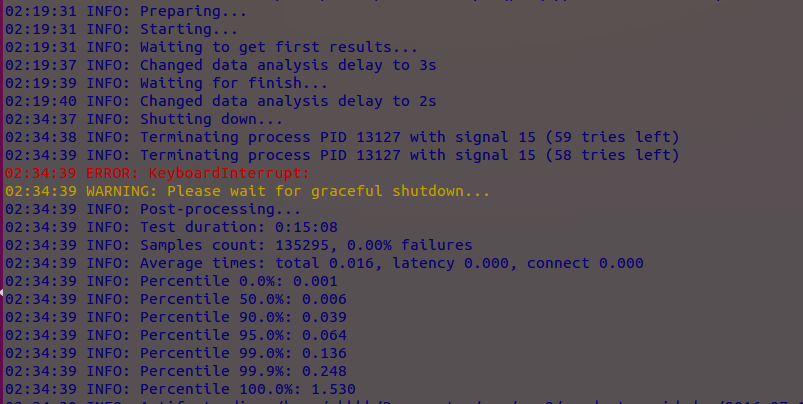 02:19:31 INFO: Preparing...
02:19:31 INFO: Starting...
02:19:31 INFO: Waiting to get first results...
02:19:37 INFO: Changed data analysis delay to 3s
02:19:39 INFO: Waiting for finish...
02:19:40 INFO: Changed data analysis delay to 2s
02:34:37 INFO: Shutting down...
02:34:38 INFO: Terminating process PID 13127 with signal 15 (59 tries left)
02:34:39 INFO: Terminating process PID 13127 with signal 15 (58 tries left)
02:34:39 ERROR: KeyboardInterrupt:
02:34:39 WARNING: Please wait for graceful shutdown...
02:34:39 INFO: Post-processing...
02:34:39 INFO: Test duration: 0:15:08
02:34:39 INFO: Samples count: 135295, 0.00% failures
02:34:39 INFO: Average times: total 0.016, latency 0.000, connect 0.000
02:34:39 INFO: Percentile 0.0%: 0.001
02:34:39 INFO: Percentile 50.0%: 0.006
02:34:39 INFO: Percentile 90.0%: 0.039
02:34:39 INFO: Percentile 95.0%: 0.064
02:34:39 INFO: Percentile 99.0%: 0.136
02:34:39 INFO: Percentile 99.9%: 0.248
02:34:39 INFO: Percentile 100.0%: 1.530